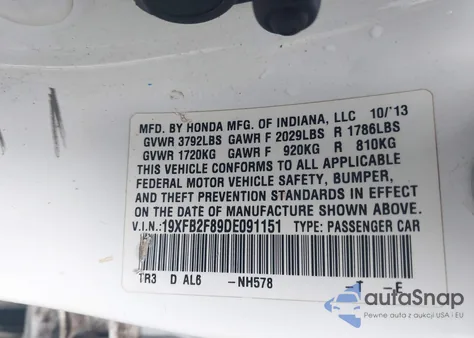 MFD. BY HONDA MFG. OF INDIANA, LLC 10/'13
GVWR 3792LBS GAWR F 2029LBS R 1786LBS
GVWR 1720KG GAWR F 920KG R 810KG
THIS VEHICLE CONFORMS TO ALL APPLICABLE
FEDERAL MOTOR VEHICLE SAFETY, BUMPER,
AND THEFT PREVENTION STANDARDS IN EFFECT
ON THE DATE OF MANUFACTURE SHOWN ABOVE.
V.I.N.:19XFB2F89DE091151 TYPE: PASSENGER CAR
TR3 D AL6 -NH578 -T -E
autoSnap
Pewne auta z USA i Europy